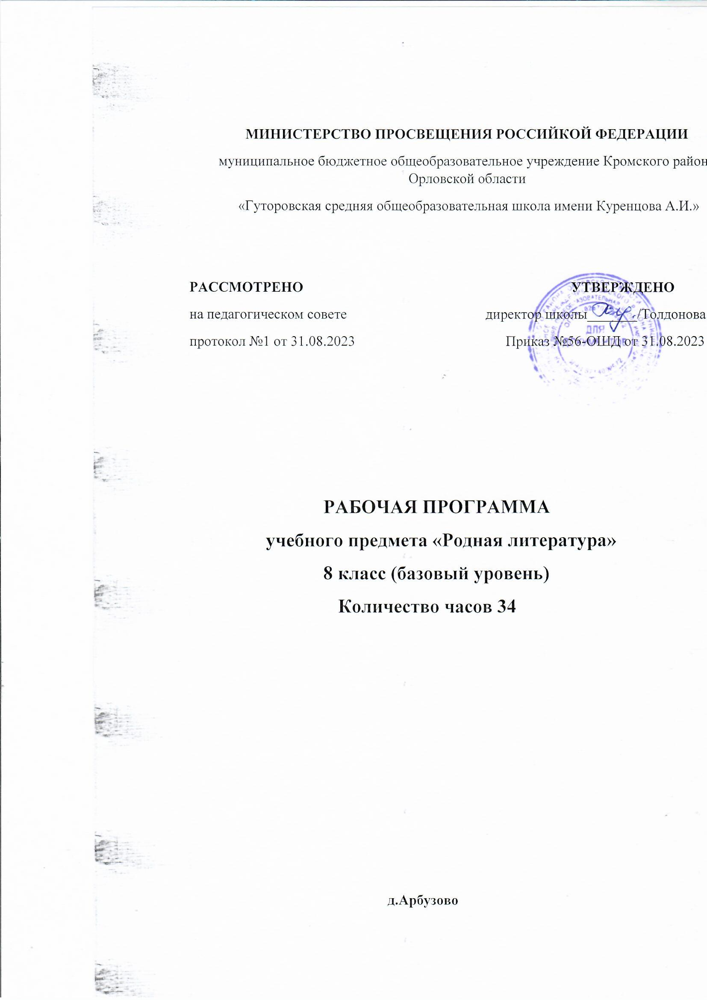 МИНИСТЕРСТВО ПРОСВЕЩЕНИЯ РОССИЙКОЙ ФЕДЕРАЦИИ
муниципальное бюджетное общеобразовательное учреждение Кромского район
Орловской области
«Гуторовская средняя общеобразовательная школа имени Куренцова А.И.»
РАССМОТРЕНО УТВЕРЖДЕНО
на педагогическом совете директор школы_______/Толдонова
протокол №1 от 31.08.2023 Приказ №56-ОШД от 31.08.2023
ДЛЯ
ДОКУМЕНТОВ
РАБОЧАЯ ПРОГРАММА
учебного предмета «Родная литература»
8 класс (базовый уровень)
Количество часов 34
д.Арбузово